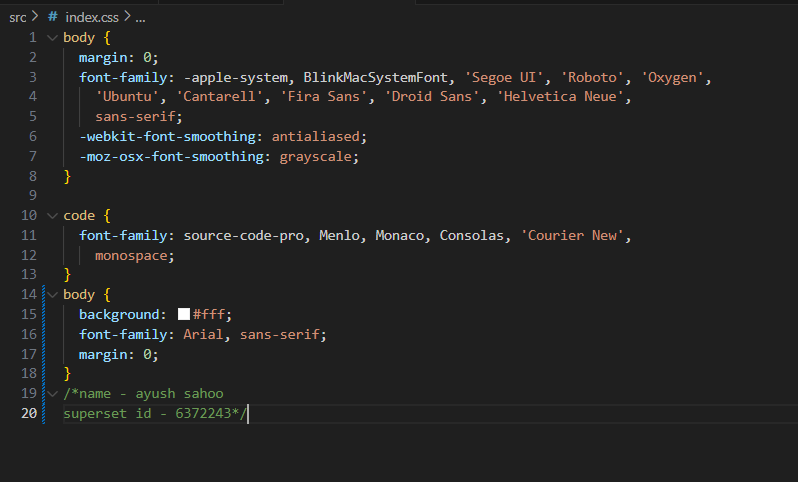 src > # index.css > ...
1 body {
2 margin: 0;
3 font-family: -apple-system, BlinkMacSystemFont, 'Segoe UI', 'Roboto', 'Oxygen',
4 'Ubuntu', 'Cantarell', 'Fira Sans', 'Droid Sans', 'Helvetica Neue',
5 sans-serif;
6 -webkit-font-smoothing: antialiased;
7 -moz-osx-font-smoothing: grayscale;
8 }
9
10 code {
11 font-family: source-code-pro, Menlo, Monaco, Consolas, 'Courier New',
12 monospace;
13 }
14 body {
15 background: #fff;
16 font-family: Arial, sans-serif;
17 margin: 0;
18 }
19 /*name - ayush sahoo
20 superset id - 6372243*/